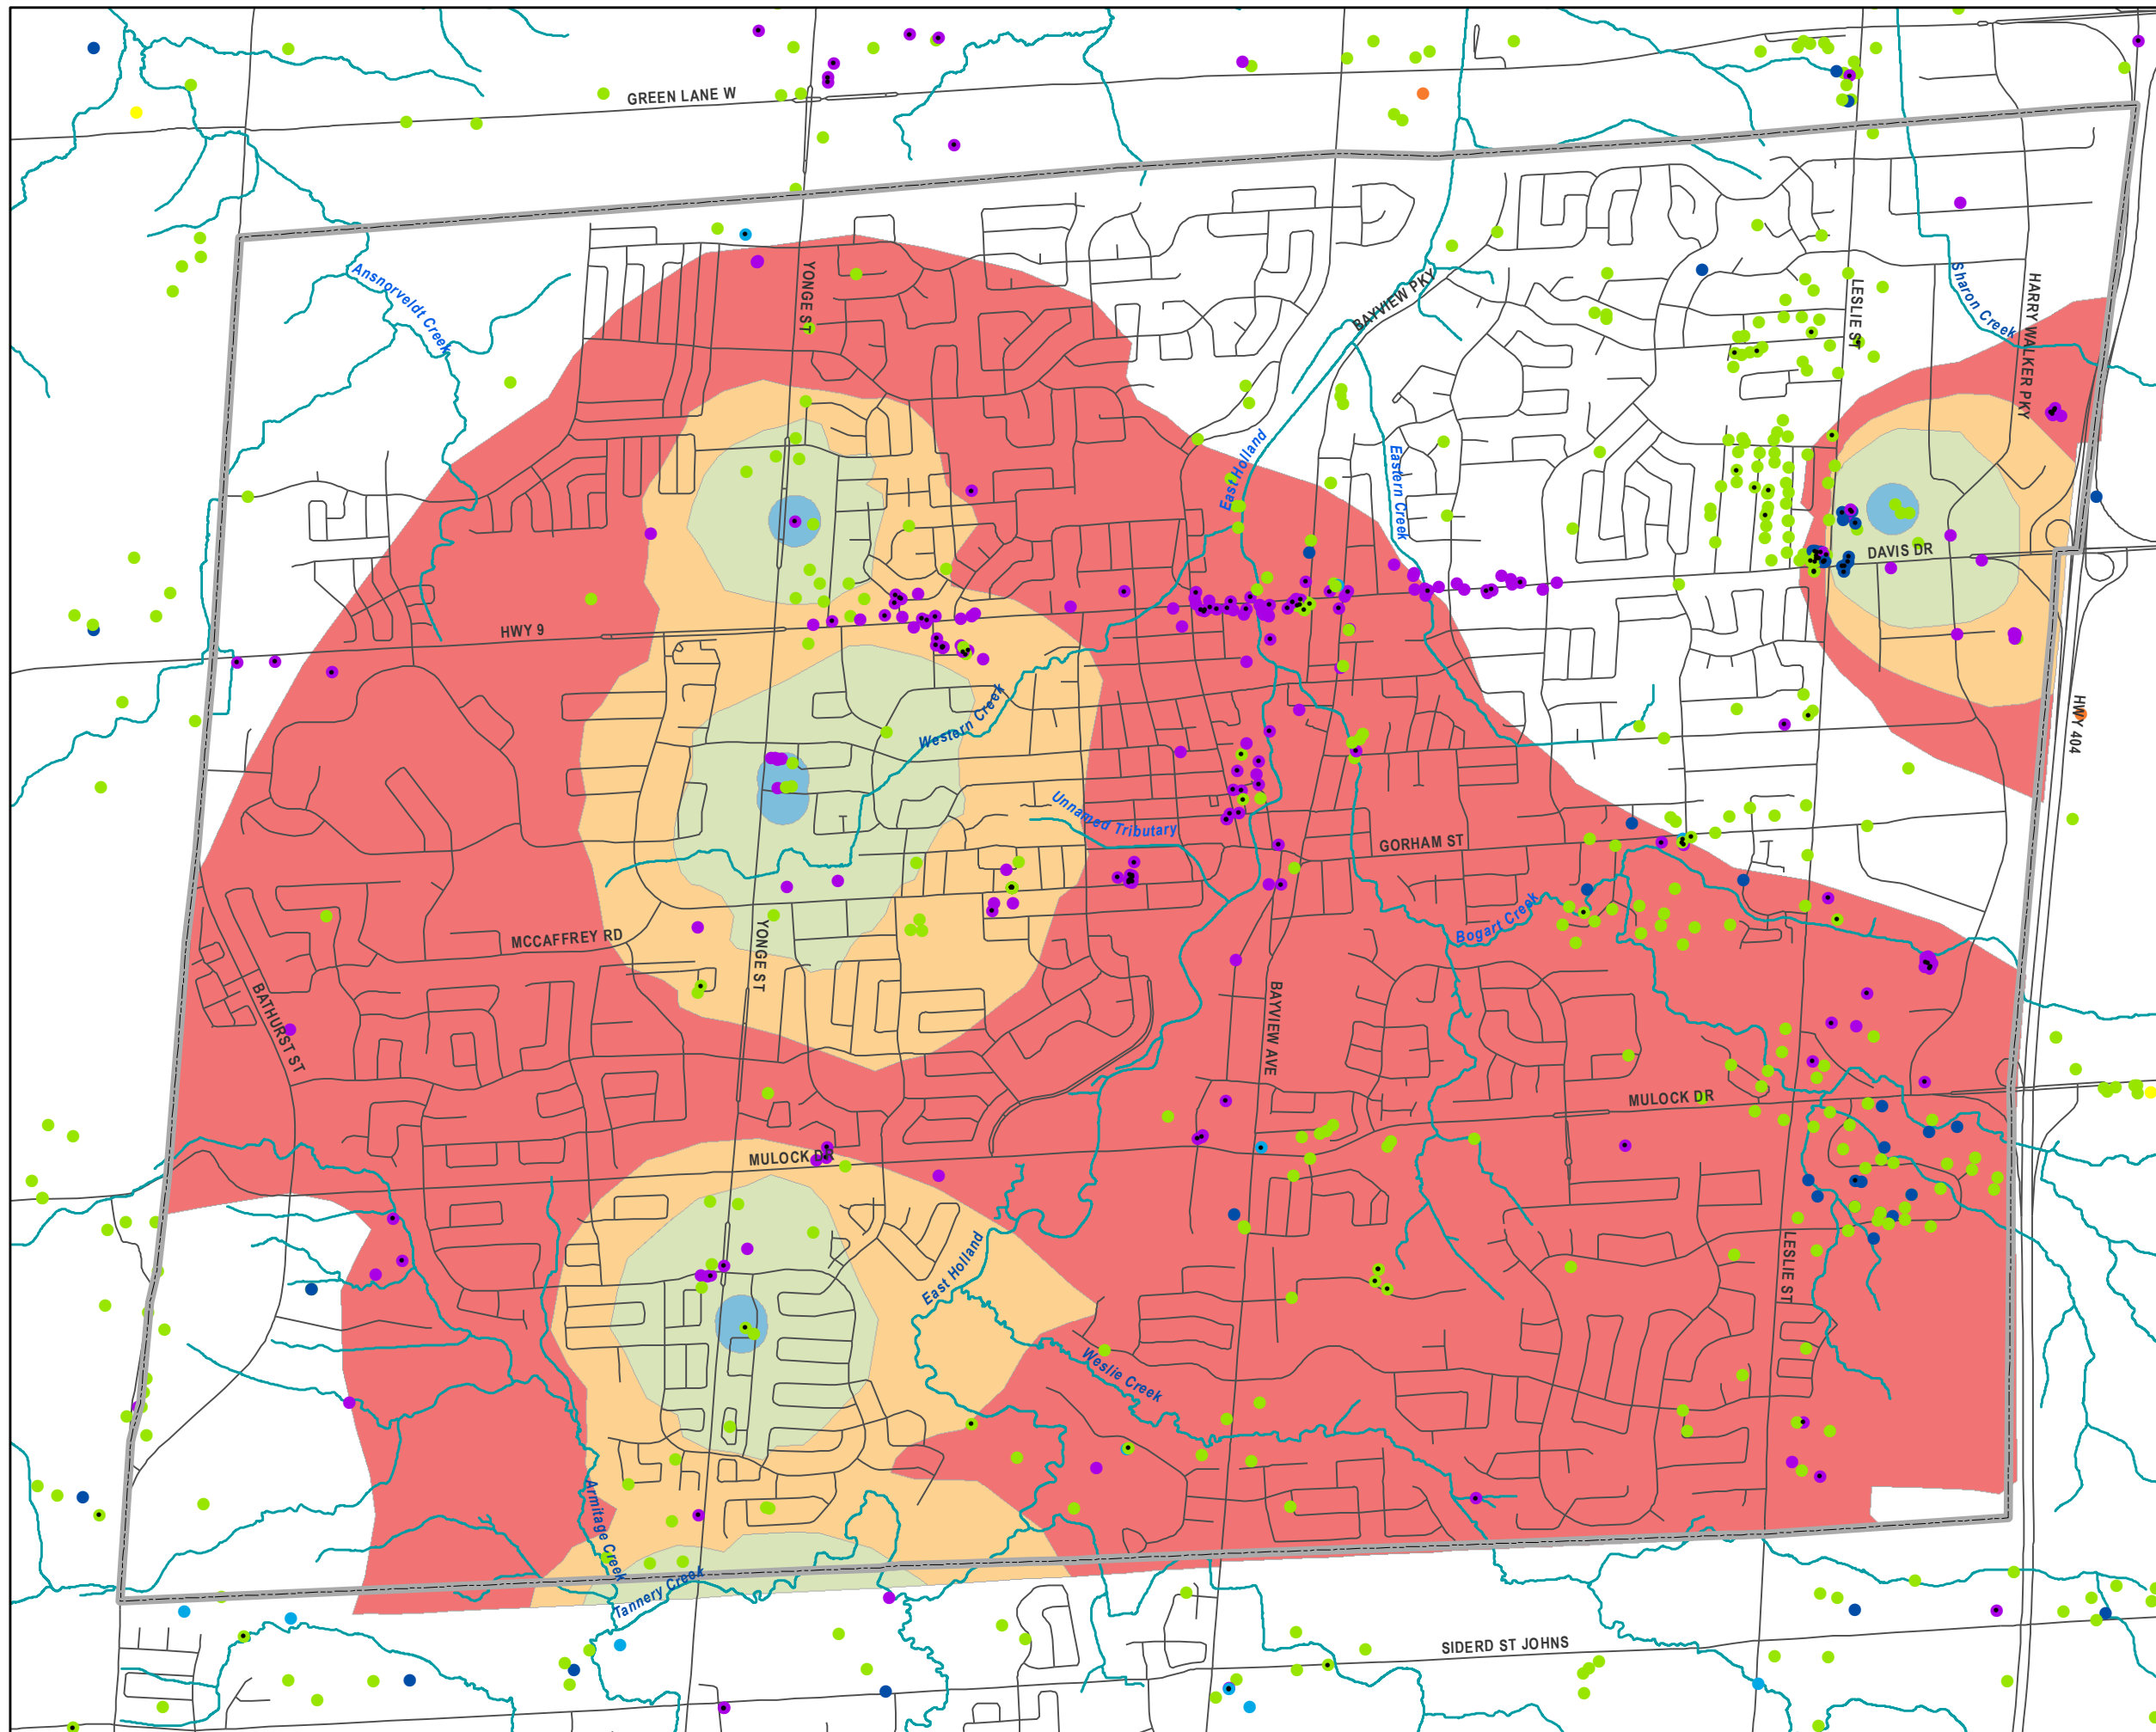 GREEN LANE W
Ansnorveldt Creek
YONGE ST
BAYVIEW PKY
LESLIE ST
Sharon Creek
HARRY WALKER PKY
East Holland
Eastern Creek
DAVIS DR
HWY 9
Western Creek
HWY 404
Unnamed Tributary
GORHAM ST
MCCAFFREY RD
YONGE ST
Bogart Creek
BATHURST ST
BAYVIEW AVE
MULOCK DR
MULOCK DR
East Holland
LESLIE ST
Weslie Creek
Armitage Creek
Tannery Creek
SIDERD ST JOHNS